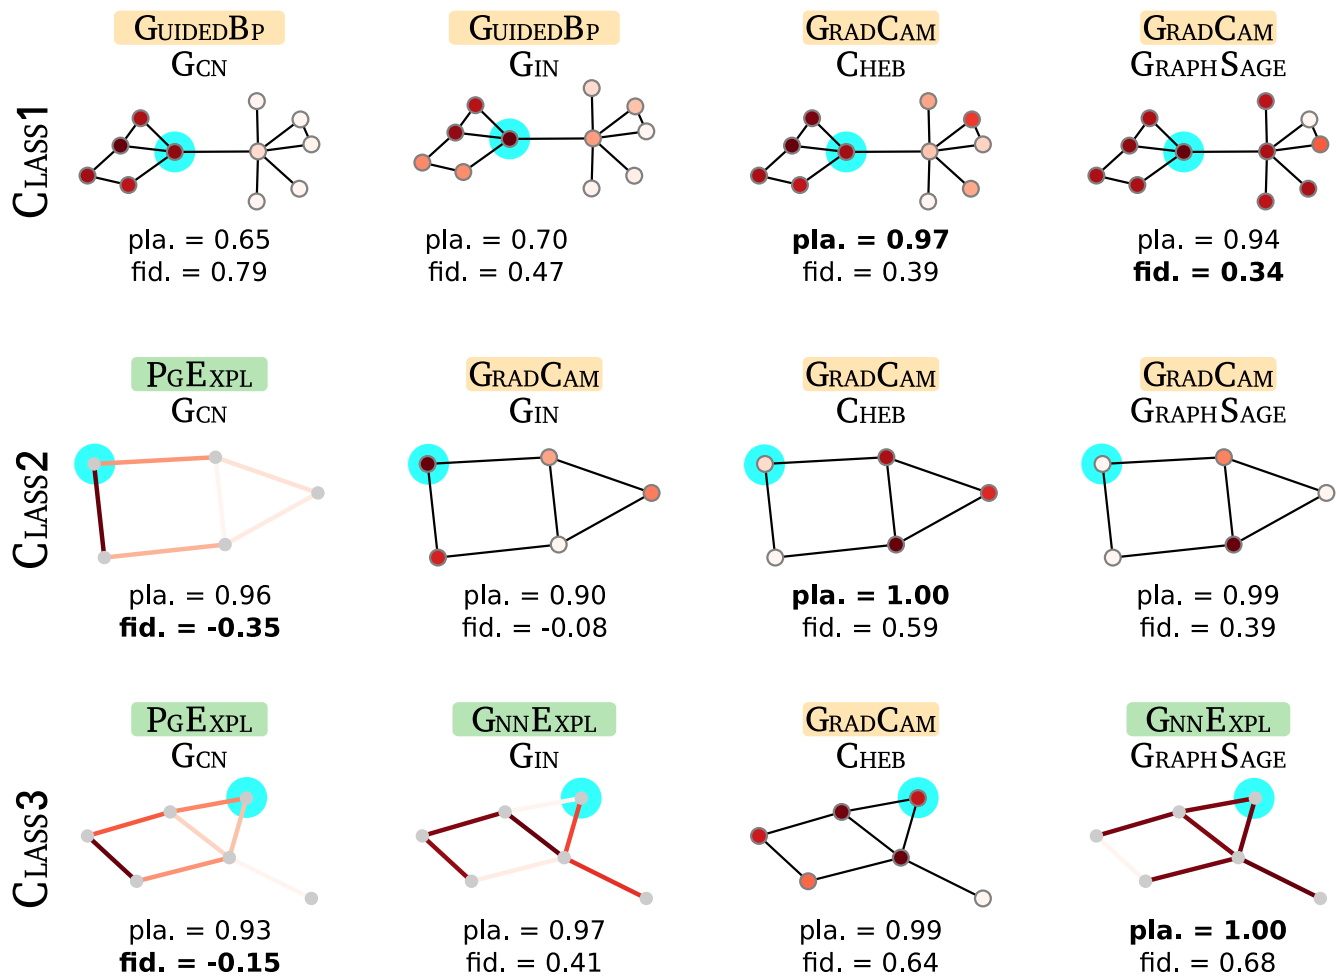 GUIDEDBP GUIDEDBP GRADCAM GRADCAM
GCN GIN CHEB GRAPHSAGE
CLASS1
pla. = 0.65 pla. = 0.70 pla. = 0.97 pla. = 0.94
fid. = 0.79 fid. = 0.47 fid. = 0.39 fid. = 0.34
PGEXPL GRADCAM GRADCAM GRADCAM
GCN GIN CHEB GRAPHSAGE
CLASS2
pla. = 0.96 pla. = 0.90 pla. = 1.00 pla. = 0.99
fid. = -0.35 fid. = -0.08 fid. = 0.59 fid. = 0.39
PGEXPL GNNEXPL GRADCAM GNNEXPL
GCN GIN CHEB GRAPHSAGE
CLASS3
pla. = 0.93 pla. = 0.97 pla. = 0.99 pla. = 1.00
fid. = -0.15 fid. = 0.41 fid. = 0.64 fid. = 0.68